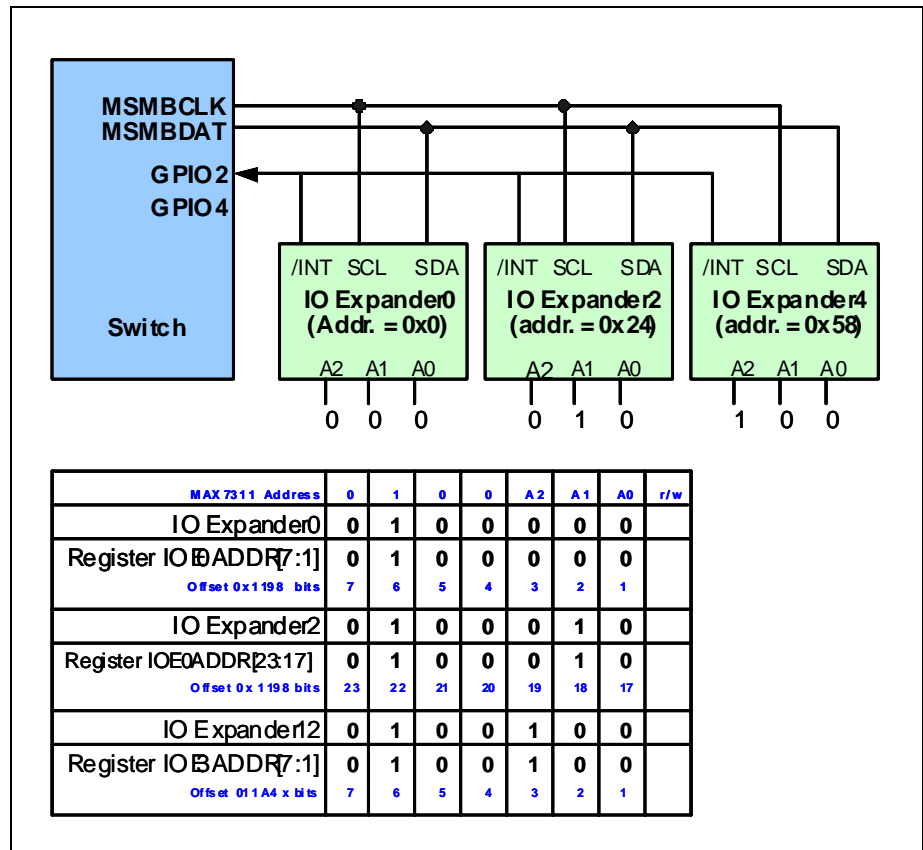 MSMBCLK
MSMBDAT
GPIO2
GPIO4
Switch
/INT SCL SDA
IO Expander0
(Addr. = 0x0)
A2 A1 A0
0 0 0
/INT SCL SDA
IO Expander2
(addr. = 0x24)
A2 A1 A0
0 1 0
/INT SCL SDA
IO Expander4
(addr. = 0x58)
A2 A1 A0
1 0 0
MAX7311 Address 0 1 0 0 A2 A1 A0 r/w
IO Expander0 0 1 0 0 0 0 0
Register IOE0ADDR[7:1] 0 1 0 0 0 0 0
Offset 0x1198 bits 7 6 5 4 3 2 1
IO Expander2 0 1 0 0 0 1 0
Register IOE0ADDR[23:17] 0 1 0 0 0 1 0
Offset 0x1198 bits 23 22 21 20 19 18 17
IO Expander12 0 1 0 0 1 0 0
Register IOE3ADDR[7:1] 0 1 0 0 1 0 0
Offset 011A4 x bits 7 6 5 4 3 2 1